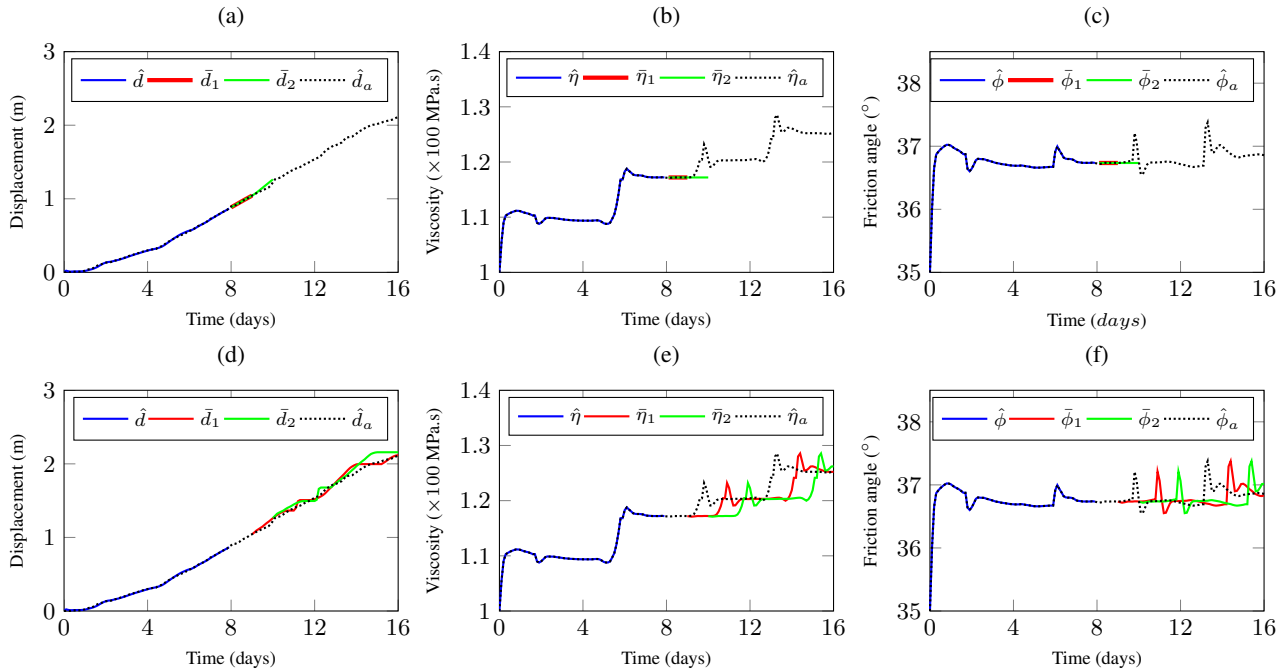 (a)
Displacement (m)
3
2
1
0
d̂ d̄₁ d̄₂ d̂ₐ
0 4 8 12 16
Time (days)
(b)
Viscosity (×100 MPa.s)
1.4
1.3
1.2
1.1
1
η̂ η̄₁ η̄₂ η̂ₐ
0 4 8 12 16
Time (days)
(c)
Friction angle (°)
38
37
36
35
ϕ̂ ϕ̄₁ ϕ̄₂ ϕ̂ₐ
0 4 8 12 16
Time (days)
(d)
Displacement (m)
3
2
1
0
d̂ d̄₁ d̄₂ d̂ₐ
0 4 8 12 16
Time (days)
(e)
Viscosity (×100 MPa.s)
1.4
1.3
1.2
1.1
1
η̂ η̄₁ η̄₂ η̂ₐ
0 4 8 12 16
Time (days)
(f)
Friction angle (°)
38
37
36
35
ϕ̂ ϕ̄₁ ϕ̄₂ ϕ̂ₐ
0 4 8 12 16
Time (days)